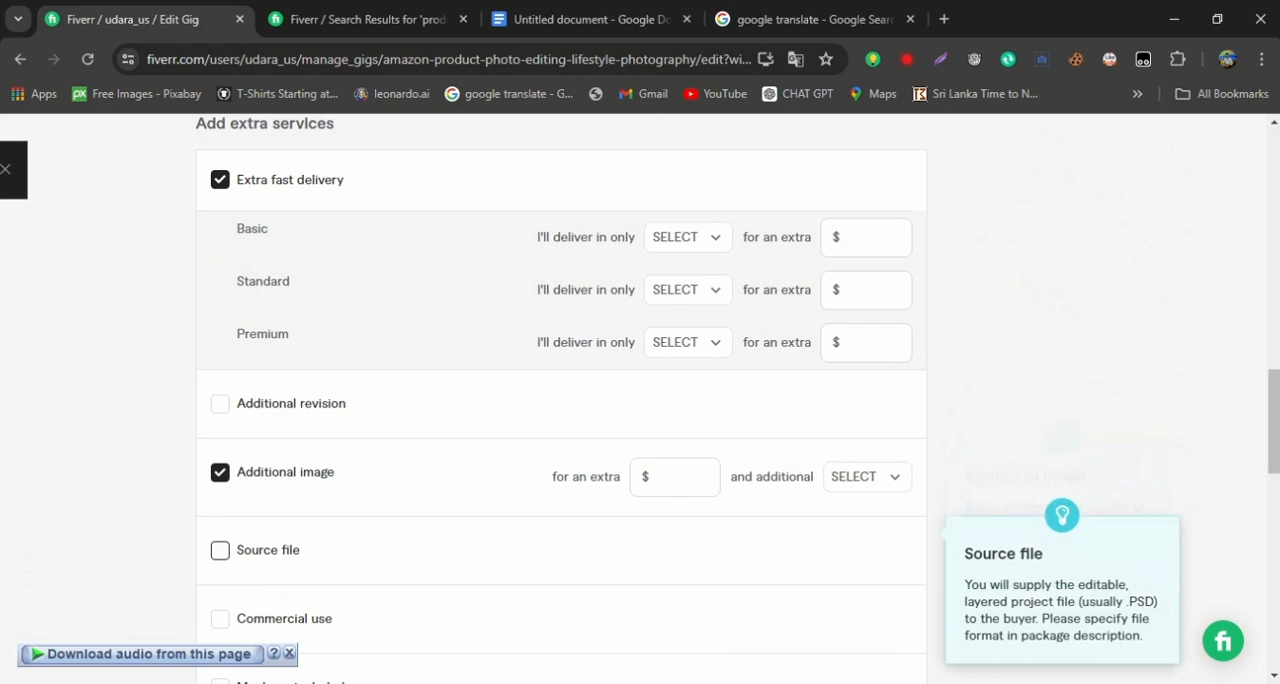 Fiverr / udara_us / Edit Gig
Fiverr / Search Results for 'prod
Untitled document - Google Do
google translate - Google Sear
fiverr.com/users/udara_us/manage_gigs/amazon-product-photo-editing-lifestyle-photography/edit?wi...
Apps
Free Images - Pixabay
T-Shirts Starting at...
leonardo.ai
google translate - G...
Gmail
YouTube
CHAT GPT
Maps
Sri Lanka Time to N...
All Bookmarks
Add extra services
Extra fast delivery
Basic I'll deliver in only SELECT for an extra $
Standard I'll deliver in only SELECT for an extra $
Premium I'll deliver in only SELECT for an extra $
Additional revision
Additional image for an extra $ and additional SELECT
Source file
Commercial use
Source file
You will supply the editable,
layered project file (usually .PSD)
to the buyer. Please specify file
format in package description.
fi
Download audio from this page